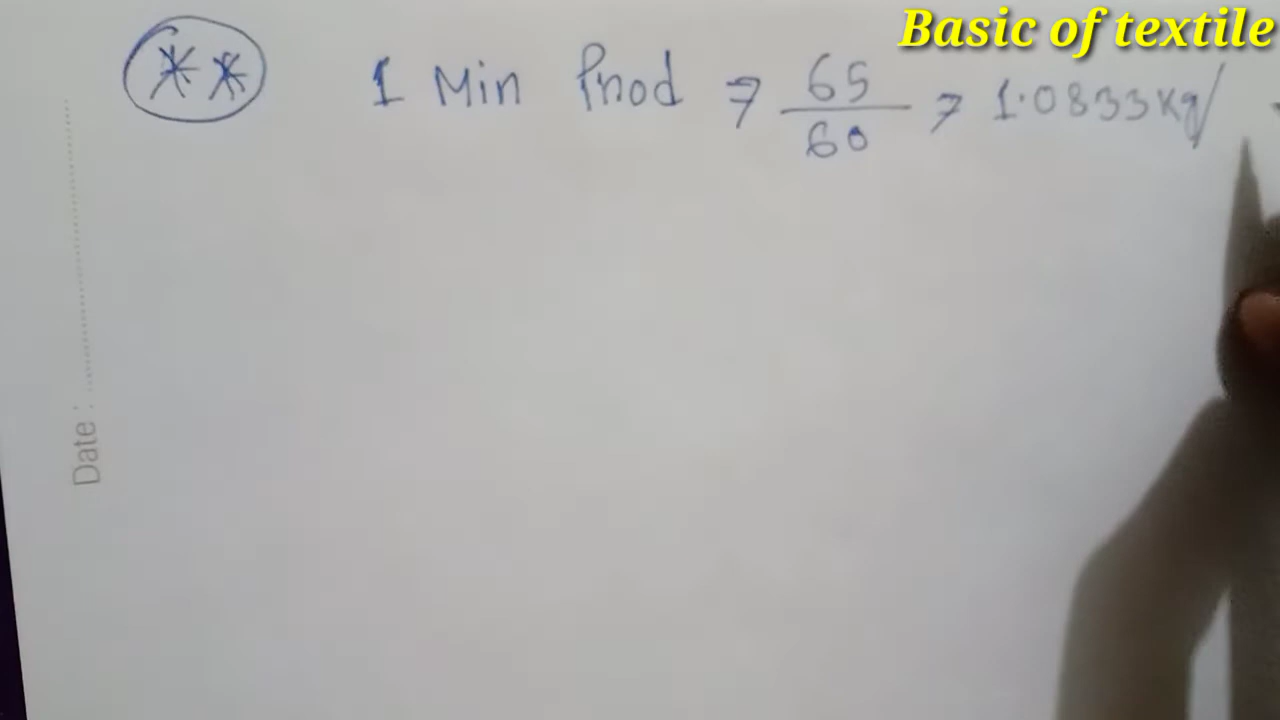 Basic of textile
** 1 Min Prod ⇒ 65/60 ⇒ 1.0833 kg/
Date :